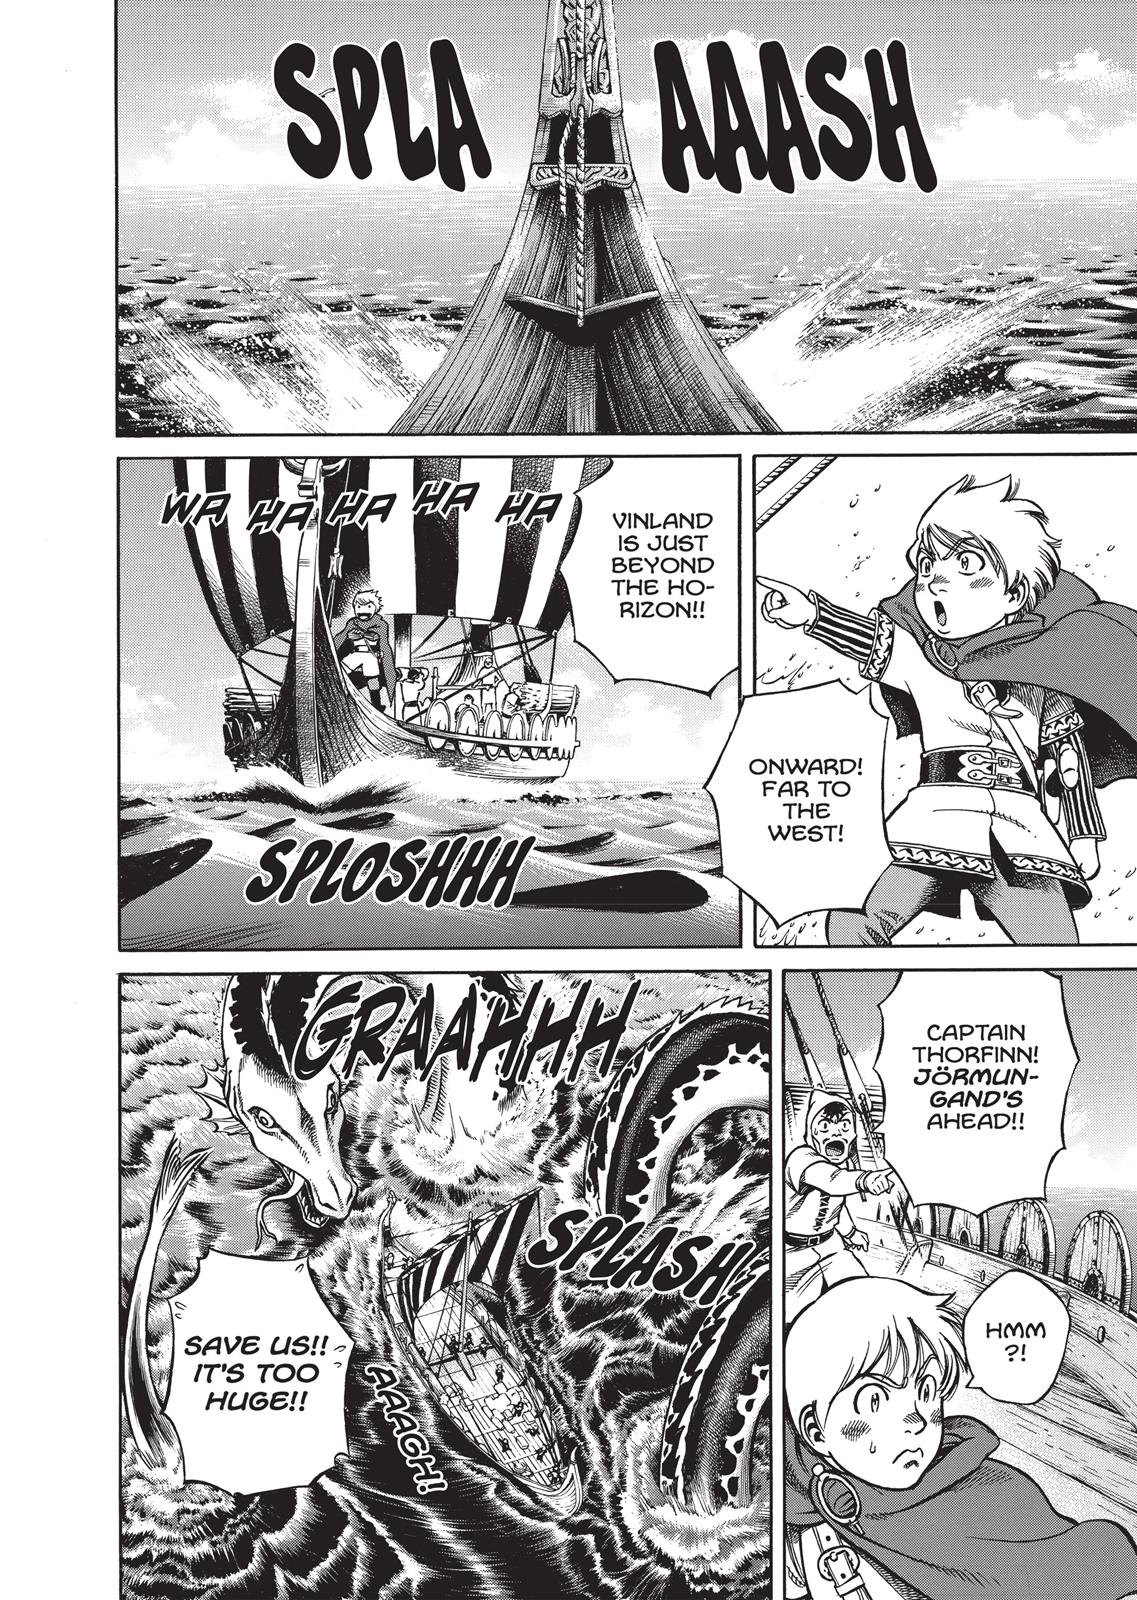 SPLA AAASH
ONWARD!
FAR TO
THE
WEST!
VINLAND
IS JUST
BEYOND
THE HO-
RIZON!!
WA HA HA HA HA
SPLOSHHH
CAPTAIN
THORFINN!
JÖRMUN-
GAND'S
AHEAD!!
HMM
?!
GRAAHHH
SPLASH
SAVE US!!
IT'S TOO
HUGE!!
AAAGH!